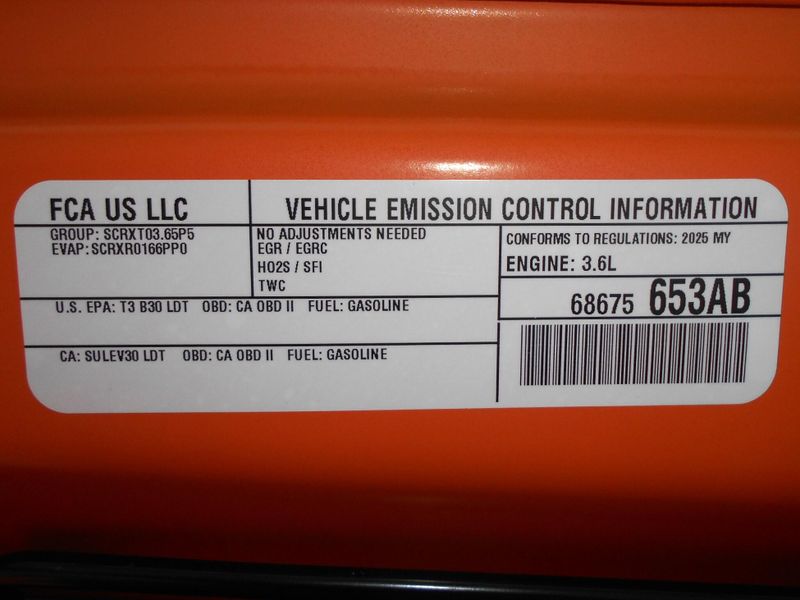 FCA US LLC
VEHICLE EMISSION CONTROL INFORMATION
GROUP: SCRXT03.65P5
EVAP: SCRXR0166PP0
NO ADJUSTMENTS NEEDED
EGR / EGRC
HO2S / SFI
TWC
CONFORMS TO REGULATIONS: 2025 MY
ENGINE: 3.6L
68675 653AB
U.S. EPA: T3 B30 LDT OBD: CA OBD II FUEL: GASOLINE
CA: SULEV30 LDT OBD: CA OBD II FUEL: GASOLINE